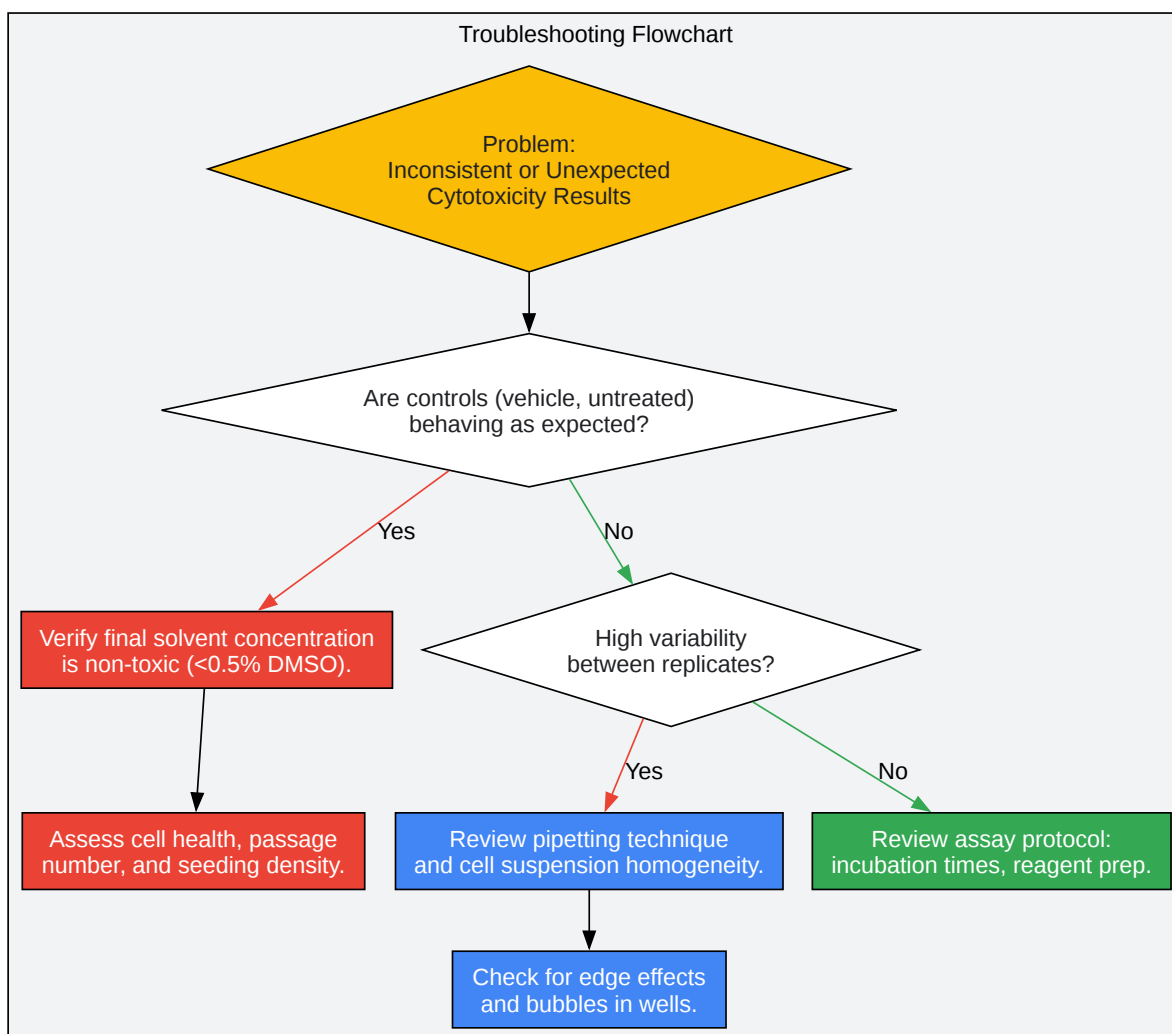 Troubleshooting Flowchart
Problem:
Inconsistent or Unexpected
Cytotoxicity Results
Are controls (vehicle, untreated)
behaving as expected?
Yes
No
Verify final solvent concentration
is non-toxic (<0.5% DMSO).
High variability
between replicates?
Yes
No
Assess cell health, passage
number, and seeding density.
Review pipetting technique
and cell suspension homogeneity.
Review assay protocol:
incubation times, reagent prep.
Check for edge effects
and bubbles in wells.